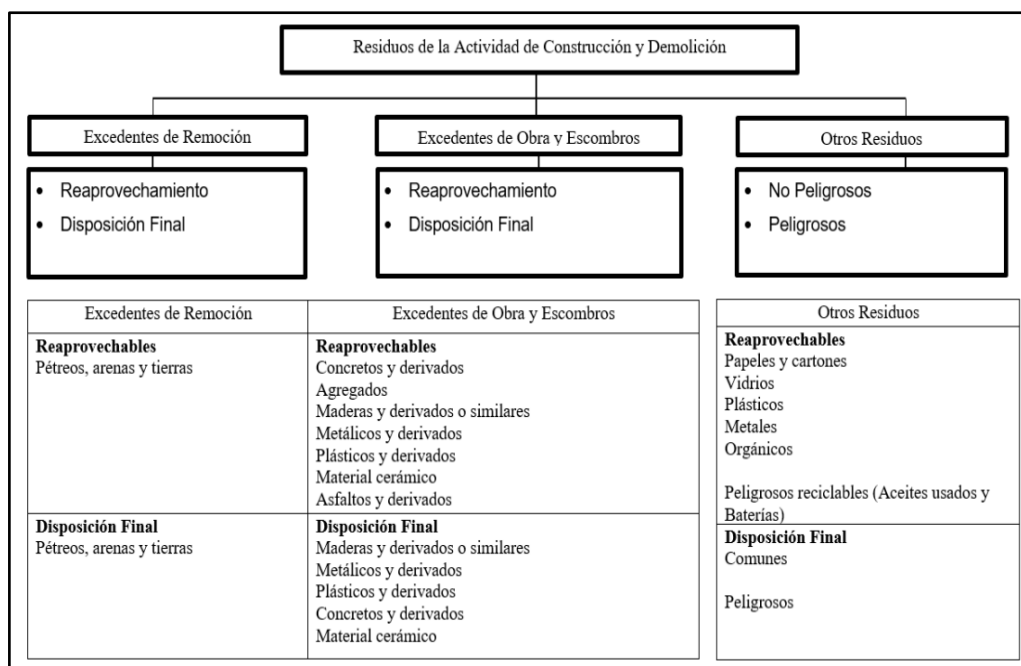 Residuos de la Actividad de Construcción y Demolición
Excedentes de Remoción
Excedentes de Obra y Escombros
Otros Residuos
• Reaprovechamiento
• Disposición Final
• Reaprovechamiento
• Disposición Final
• No Peligrosos
• Peligrosos
Excedentes de Remoción
Reaprovechables
Pétreos, arenas y tierras
Disposición Final
Pétreos, arenas y tierras
Excedentes de Obra y Escombros
Reaprovechables
Concretos y derivados
Agregados
Maderas y derivados o similares
Metálicos y derivados
Plásticos y derivados
Material cerámico
Asfaltos y derivados
Disposición Final
Maderas y derivados o similares
Metálicos y derivados
Plásticos y derivados
Concretos y derivados
Material cerámico
Otros Residuos
Reaprovechables
Papeles y cartones
Vidrios
Plásticos
Metales
Orgánicos
Peligrosos reciclables (Aceites usados y
Baterías)
Disposición Final
Comunes
Peligrosos